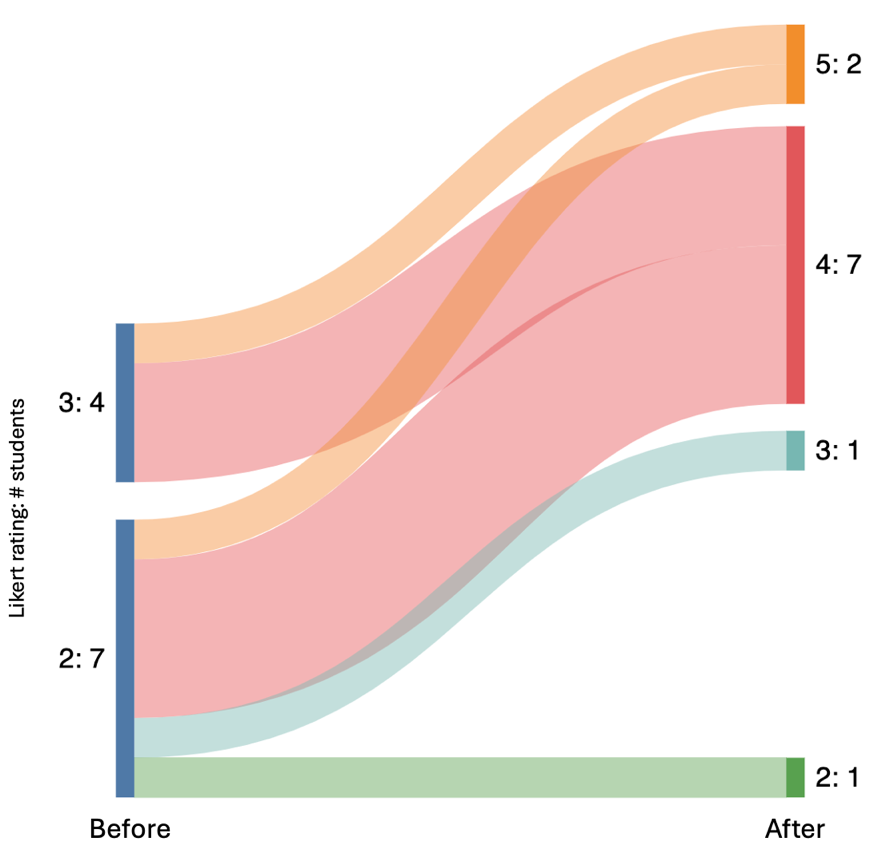 5: 2
4: 7
3: 4
3: 1
Likert rating: # students
2: 7
2: 1
Before
After